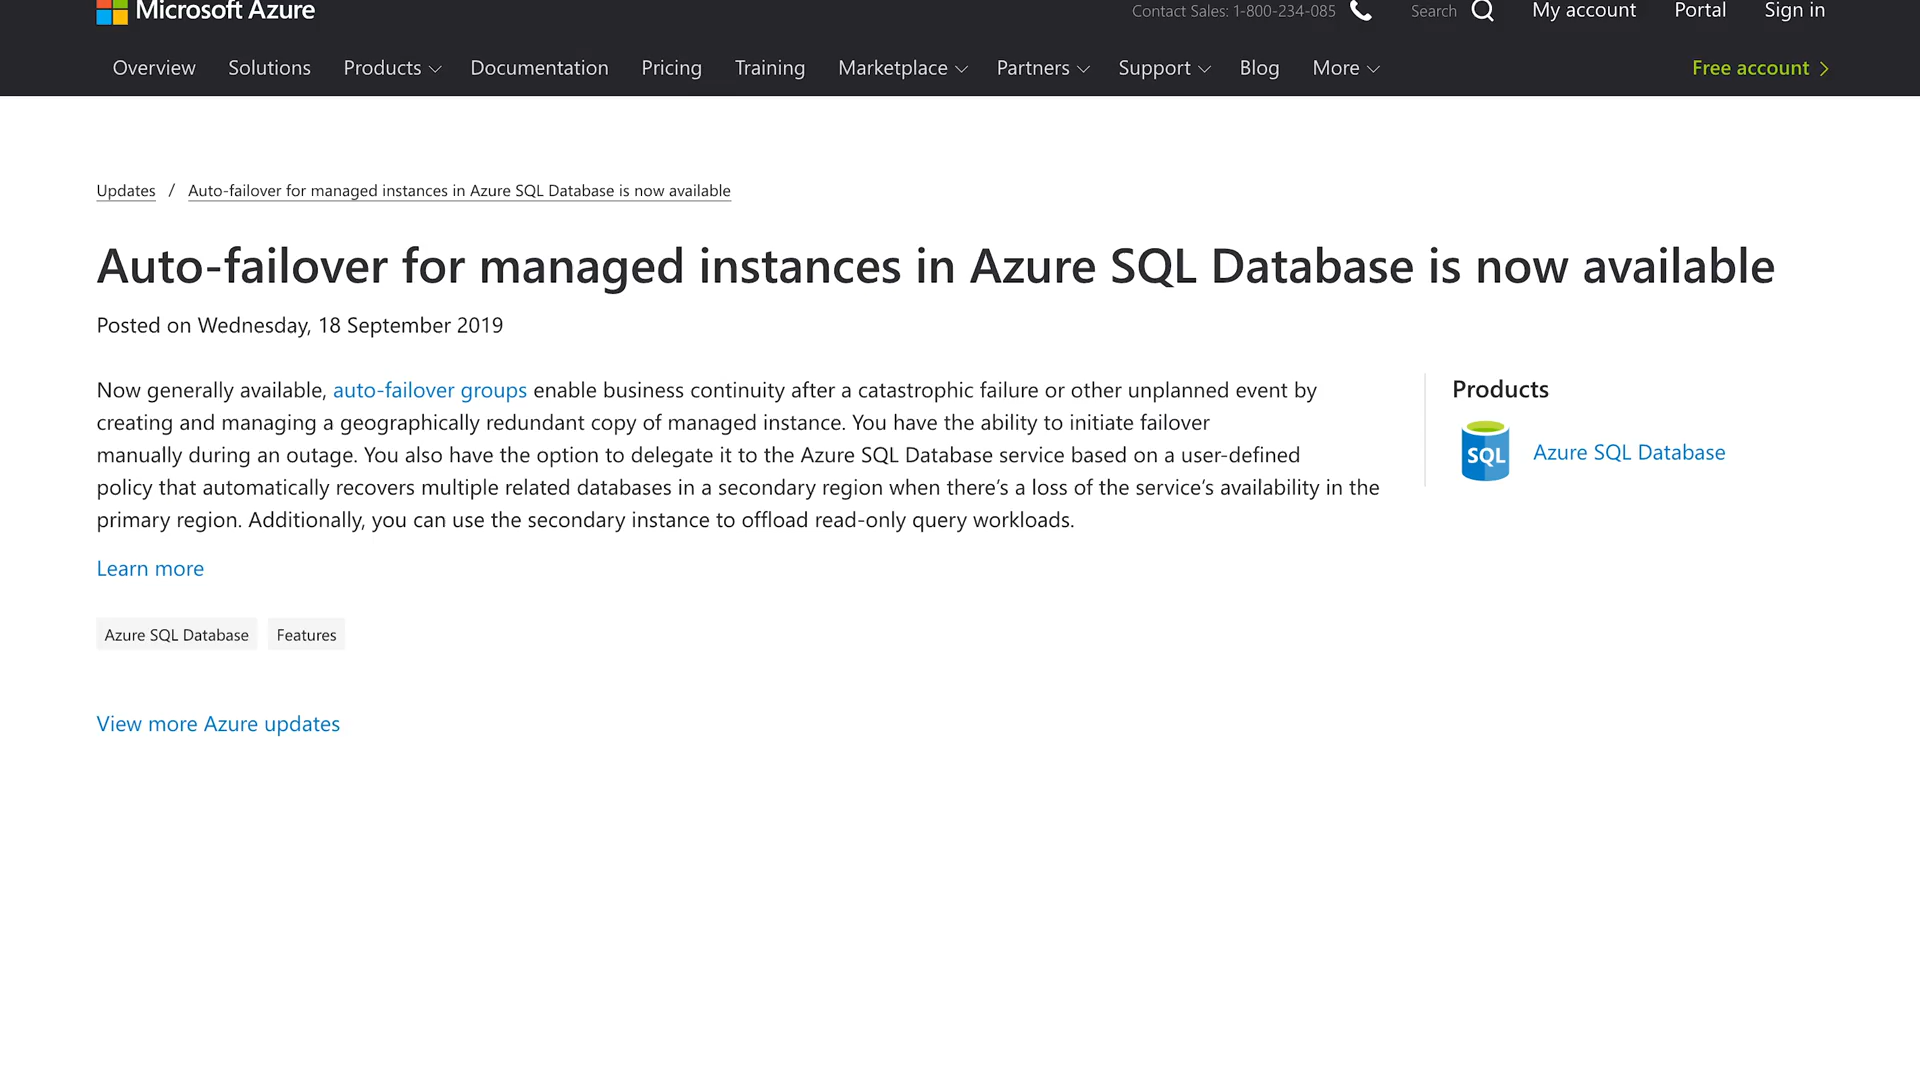 Microsoft Azure
Contact Sales: 1-800-234-085
Search
My account
Portal
Sign in
Overview
Solutions
Products
Documentation
Pricing
Training
Marketplace
Partners
Support
Blog
More
Free account
Updates / Auto-failover for managed instances in Azure SQL Database is now available
Auto-failover for managed instances in Azure SQL Database is now available
Posted on Wednesday, 18 September 2019
Now generally available, auto-failover groups enable business continuity after a catastrophic failure or other unplanned event by
creating and managing a geographically redundant copy of managed instance. You have the ability to initiate failover
manually during an outage. You also have the option to delegate it to the Azure SQL Database service based on a user-defined
policy that automatically recovers multiple related databases in a secondary region when there’s a loss of the service’s availability in the
primary region. Additionally, you can use the secondary instance to offload read-only query workloads.
Learn more
Azure SQL Database
Features
View more Azure updates
Products
SQL
Azure SQL Database